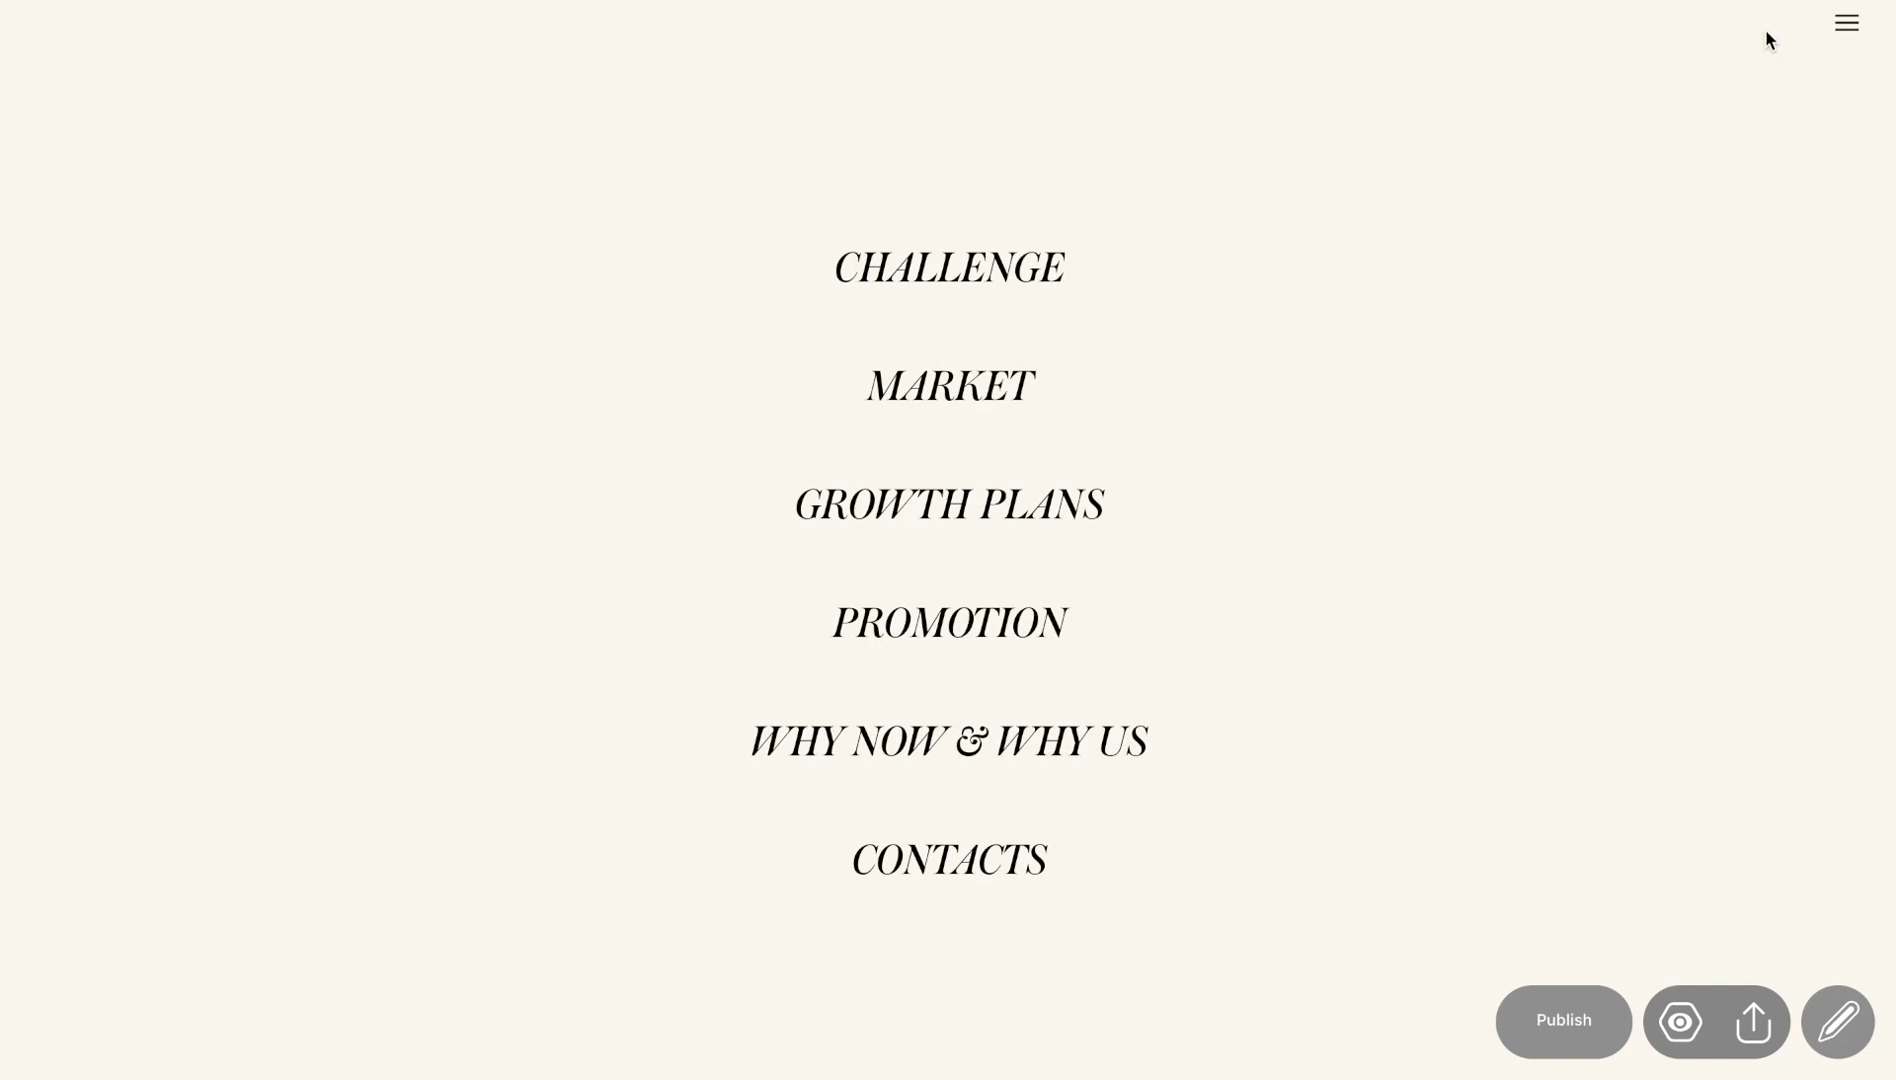 CHALLENGE
MARKET
GROWTH PLANS
PROMOTION
WHY NOW & WHY US
CONTACTS
Publish